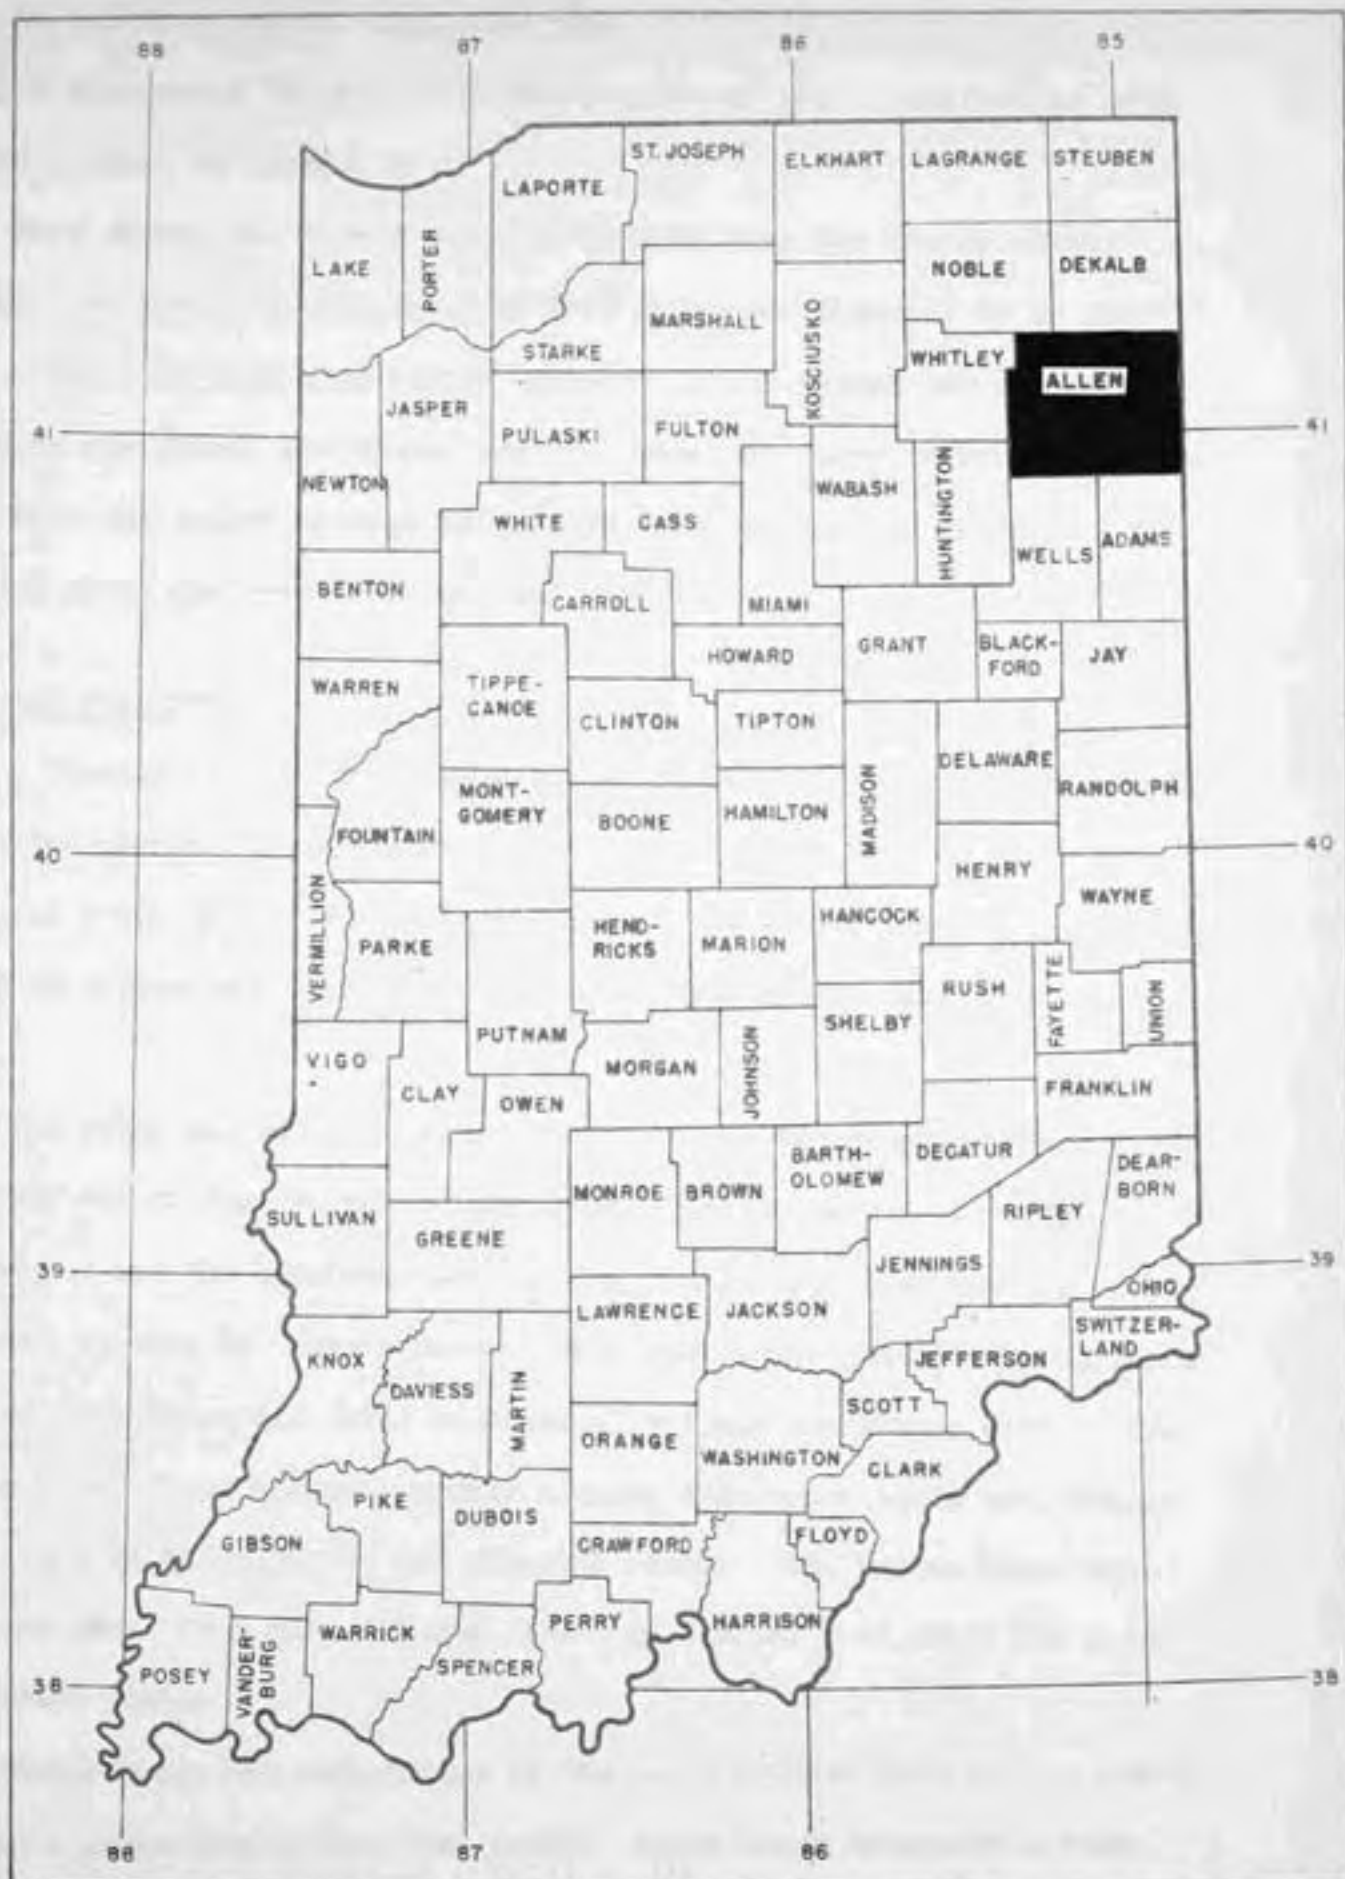 88 87 86 85
ST. JOSEPH
ELKHART
LAGRANGE
STEUBEN
LAPORTE
LAKE
PORTER
NOBLE
DEKALB
MARSHALL
KOSCIUSKO
STARKE
WHITLEY
ALLEN
JASPER
PULASKI
FULTON
41 41
NEWTON
WABASH
HUNTINGTON
WHITE
CASS
WELLS
ADAMS
BENTON
CARROLL
MIAMI
GRANT
BLACK-
FORD
JAY
HOWARD
WARREN
TIPPE-
CANOE
CLINTON
TIPTON
DELAWARE
RANDOLPH
MONT-
GOMERY
MADISON
FOUNTAIN
BOONE
HAMILTON
40 40
HENRY
WAYNE
VERMILLION
PARKE
HEND-
RICKS
MARION
HANCOCK
RUSH
FAYETTE
UNION
PUTNAM
SHELBY
VIGO
MORGAN
JOHNSON
CLAY
OWEN
FRANKLIN
DECATUR
BARTH-
OLOMEW
DEAR-
BORN
MONROE
BROWN
RIPLEY
SULLIVAN
GREENE
JENNINGS
39 39
OHIO
LAWRENCE
JACKSON
SWITZER-
LAND
KNOX
JEFFERSON
DAVIESS
MARTIN
SCOTT
ORANGE
WASHINGTON
CLARK
PIKE
DUBOIS
GIBSON
CRAWFORD
FLOYD
PERRY
HARRISON
WARRICK
POSEY
VANDER-
BURG
SPENCER
38 38
88 87 86